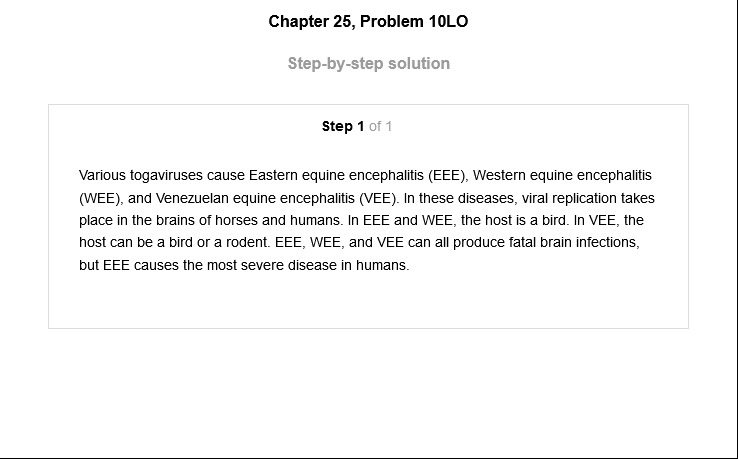 Chapter 25, Problem 10LO
Step-by-step solution
Step 1 of 1
Various togaviruses cause Eastern equine encephalitis (EEE), Western equine encephalitis
(WEE), and Venezuelan equine encephalitis (VEE). In these diseases, viral replication takes
place in the brains of horses and humans. In EEE and WEE, the host is a bird. In VEE, the
host can be a bird or a rodent. EEE, WEE, and VEE can all produce fatal brain infections,
but EEE causes the most severe disease in humans.